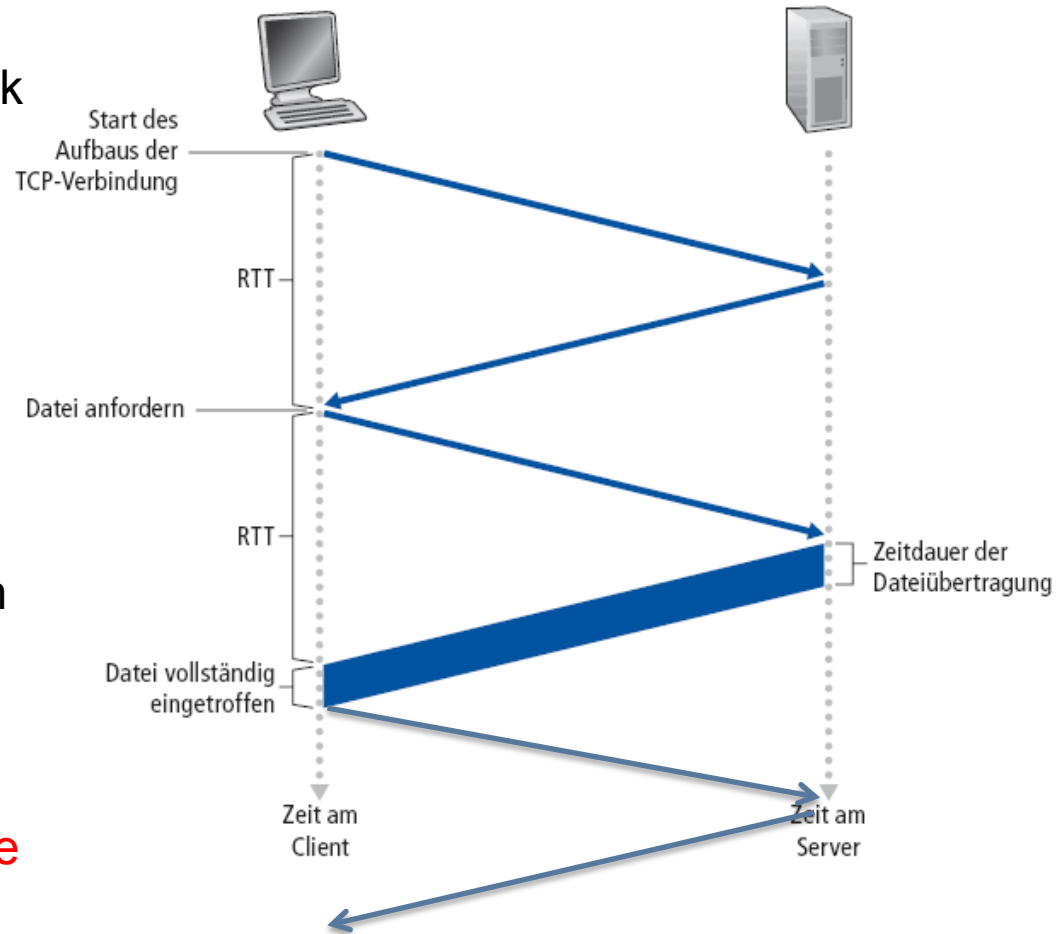 k
Start des
Aufbaus der
TCP-Verbindung
RTT
Datei anfordern
RTT
Zeitdauer der
Dateiübertragung
n
Datei vollständig
eingetroffen
Zeit am
Client
Zeit am
Server
e